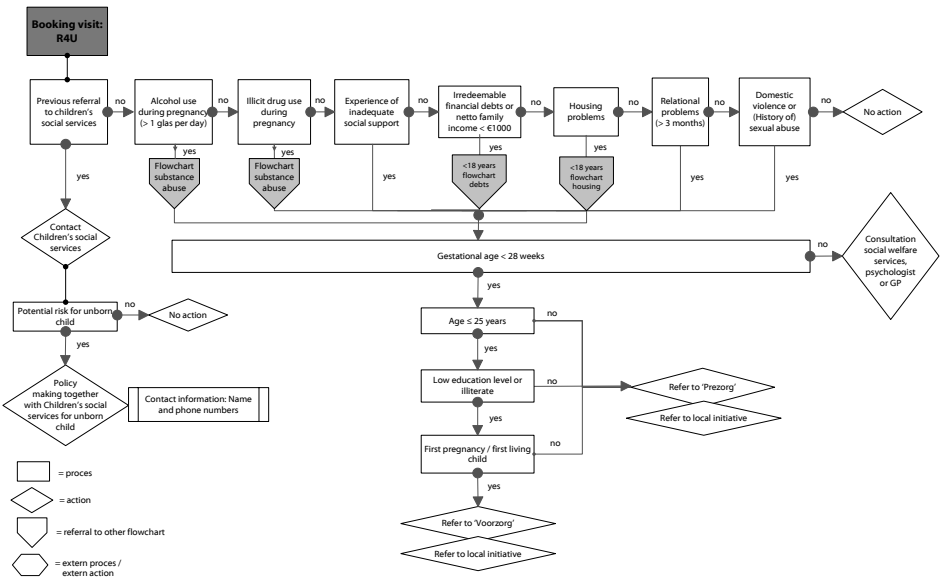 Booking visit:
R4U
Previous referral
to children's
social services
no
Alcohol use
during pregnancy
(> 1 glas per day)
no
Illicit drug use
during
pregnancy
no
Experience of
inadequate
social support
no
Irredeemable
financial debts or
netto family
income < €1000
no
Housing
problems
no
Relational
problems
(> 3 months)
no
Domestic
violence or
(History of)
sexual abuse
no
No action
yes
yes
yes
yes
yes
yes
yes
yes
Flowchart
substance
abuse
Flowchart
substance
abuse
<18 years
flowchart
debts
<18 years
flowchart
housing
Contact
Children's social
services
Gestational age < 28 weeks
no
Consultation
social welfare
services,
psychologist
or GP
yes
Potential risk for unborn
child
no
No action
yes
Age ≤ 25 years
no
yes
Policy
making together
with Children's social
services for unborn
child
Contact information: Name
and phone numbers
Low education level or
illiterate
no
yes
Refer to 'Prezorg'
Refer to local initiative
First pregnancy / first living
child
no
yes
Refer to 'Voorzorg'
Refer to local initiative
= proces
= action
= referral to other flowchart
= extern proces /
extern action